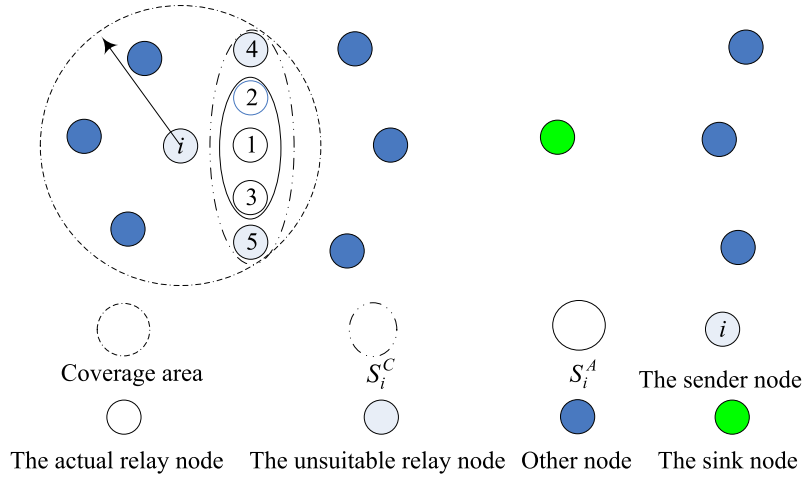 4
2
i
1
3
5
i
Coverage area
S_i^C
S_i^A
The sender node
The actual relay node
The unsuitable relay node
Other node
The sink node